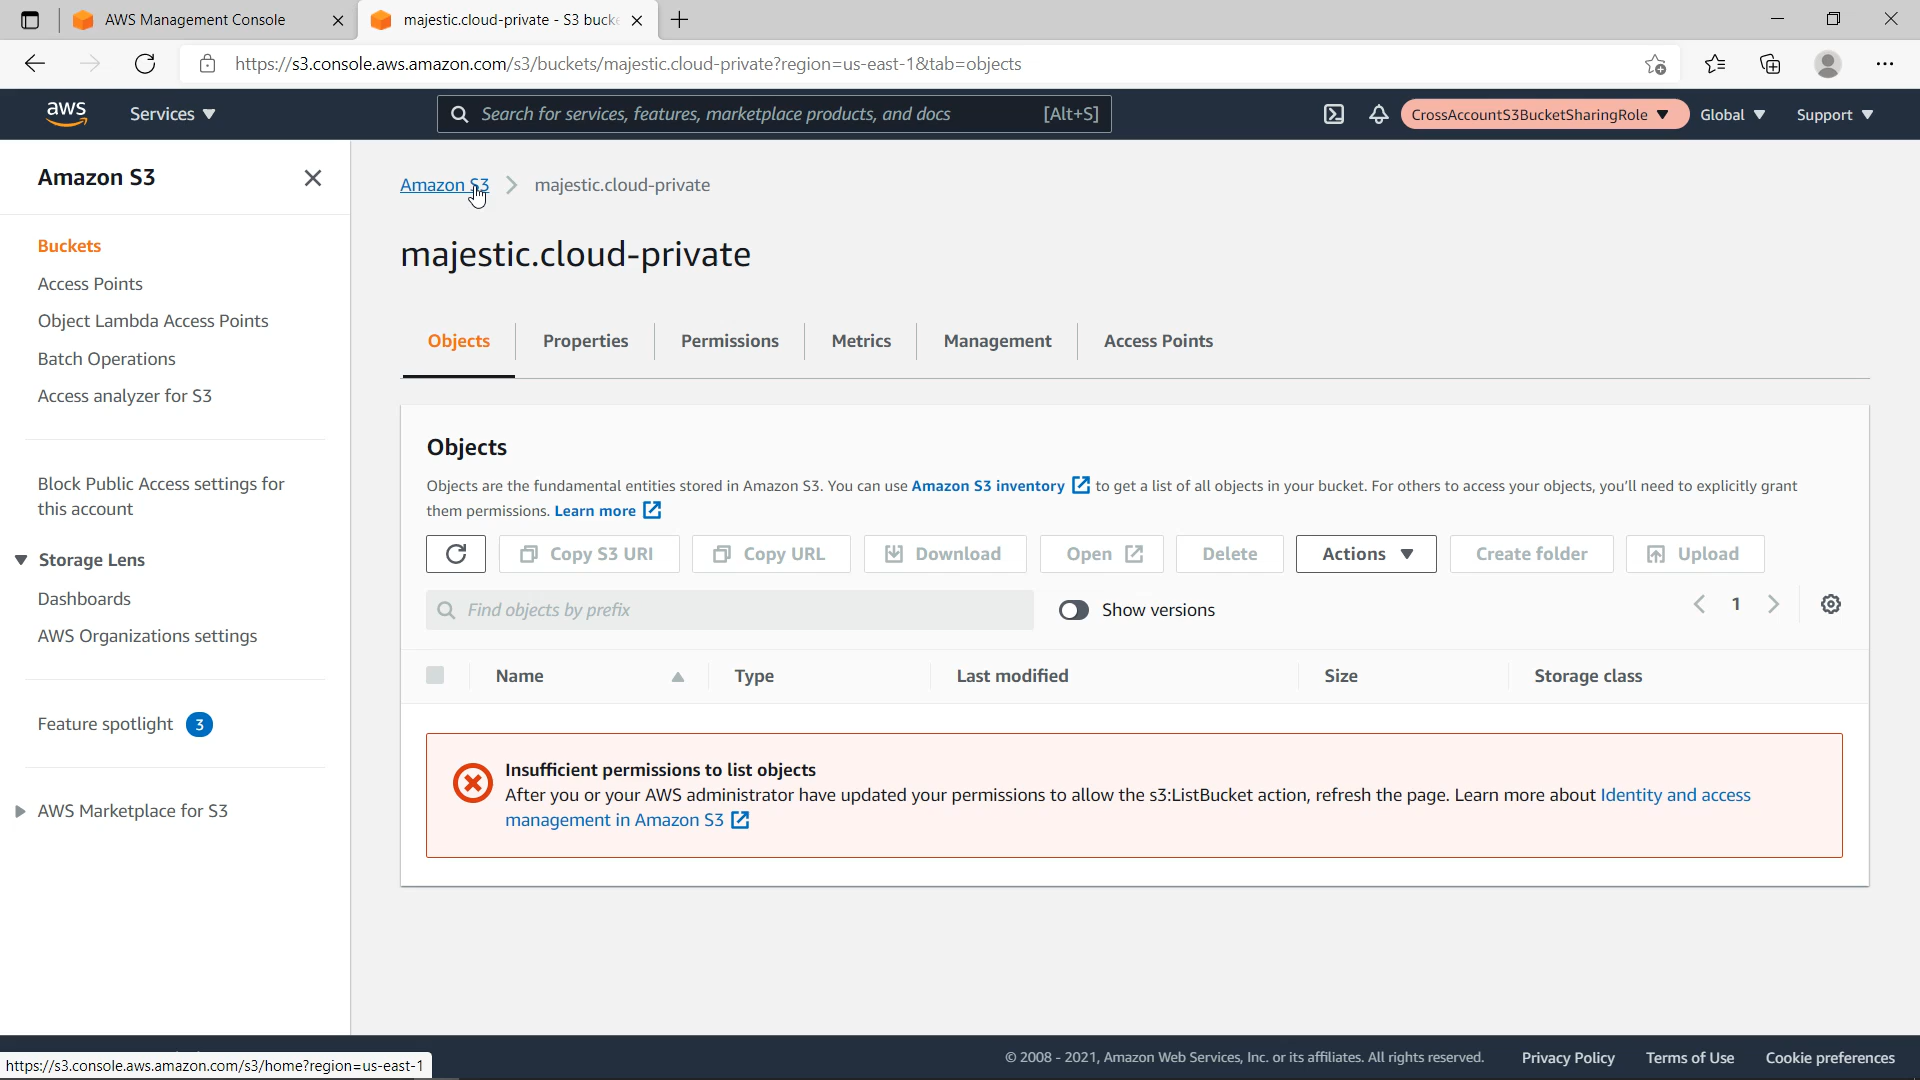 AWS Management Console
majestic.cloud-private - S3 buck
https://s3.console.aws.amazon.com/s3/buckets/majestic.cloud-private?region=us-east-1&tab=objects
aws
Services
Search for services, features, marketplace products, and docs [Alt+S]
CrossAccountS3BucketSharingRole
Global
Support
Amazon S3
Buckets
Access Points
Object Lambda Access Points
Batch Operations
Access analyzer for S3
Block Public Access settings for
this account
Storage Lens
Dashboards
AWS Organizations settings
Feature spotlight 3
AWS Marketplace for S3
Amazon S3 majestic.cloud-private
majestic.cloud-private
Objects Properties Permissions Metrics Management Access Points
Objects
Objects are the fundamental entities stored in Amazon S3. You can use Amazon S3 inventory to get a list of all objects in your bucket. For others to access your objects, you'll need to explicitly grant
them permissions. Learn more
Copy S3 URI Copy URL Download Open Delete Actions Create folder Upload
Find objects by prefix Show versions 1
Name Type Last modified Size Storage class
Insufficient permissions to list objects
After you or your AWS administrator have updated your permissions to allow the s3:ListBucket action, refresh the page. Learn more about Identity and access
management in Amazon S3
https://s3.console.aws.amazon.com/s3/home?region=us-east-1
© 2008 - 2021, Amazon Web Services, Inc. or its affiliates. All rights reserved. Privacy Policy Terms of Use Cookie preferences